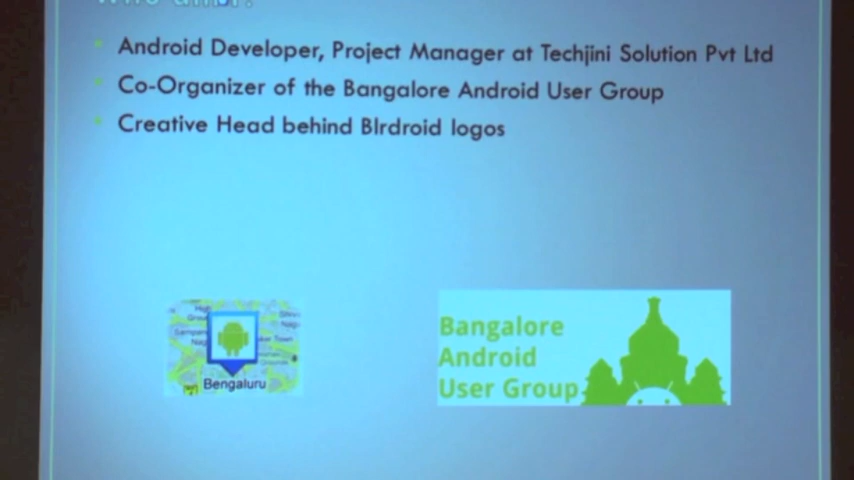 Android Developer, Project Manager at Techjini Solution Pvt Ltd
Co-Organizer of the Bangalore Android User Group
Creative Head behind Blrdroid logos
Bengaluru
Bangalore
Android
User Group